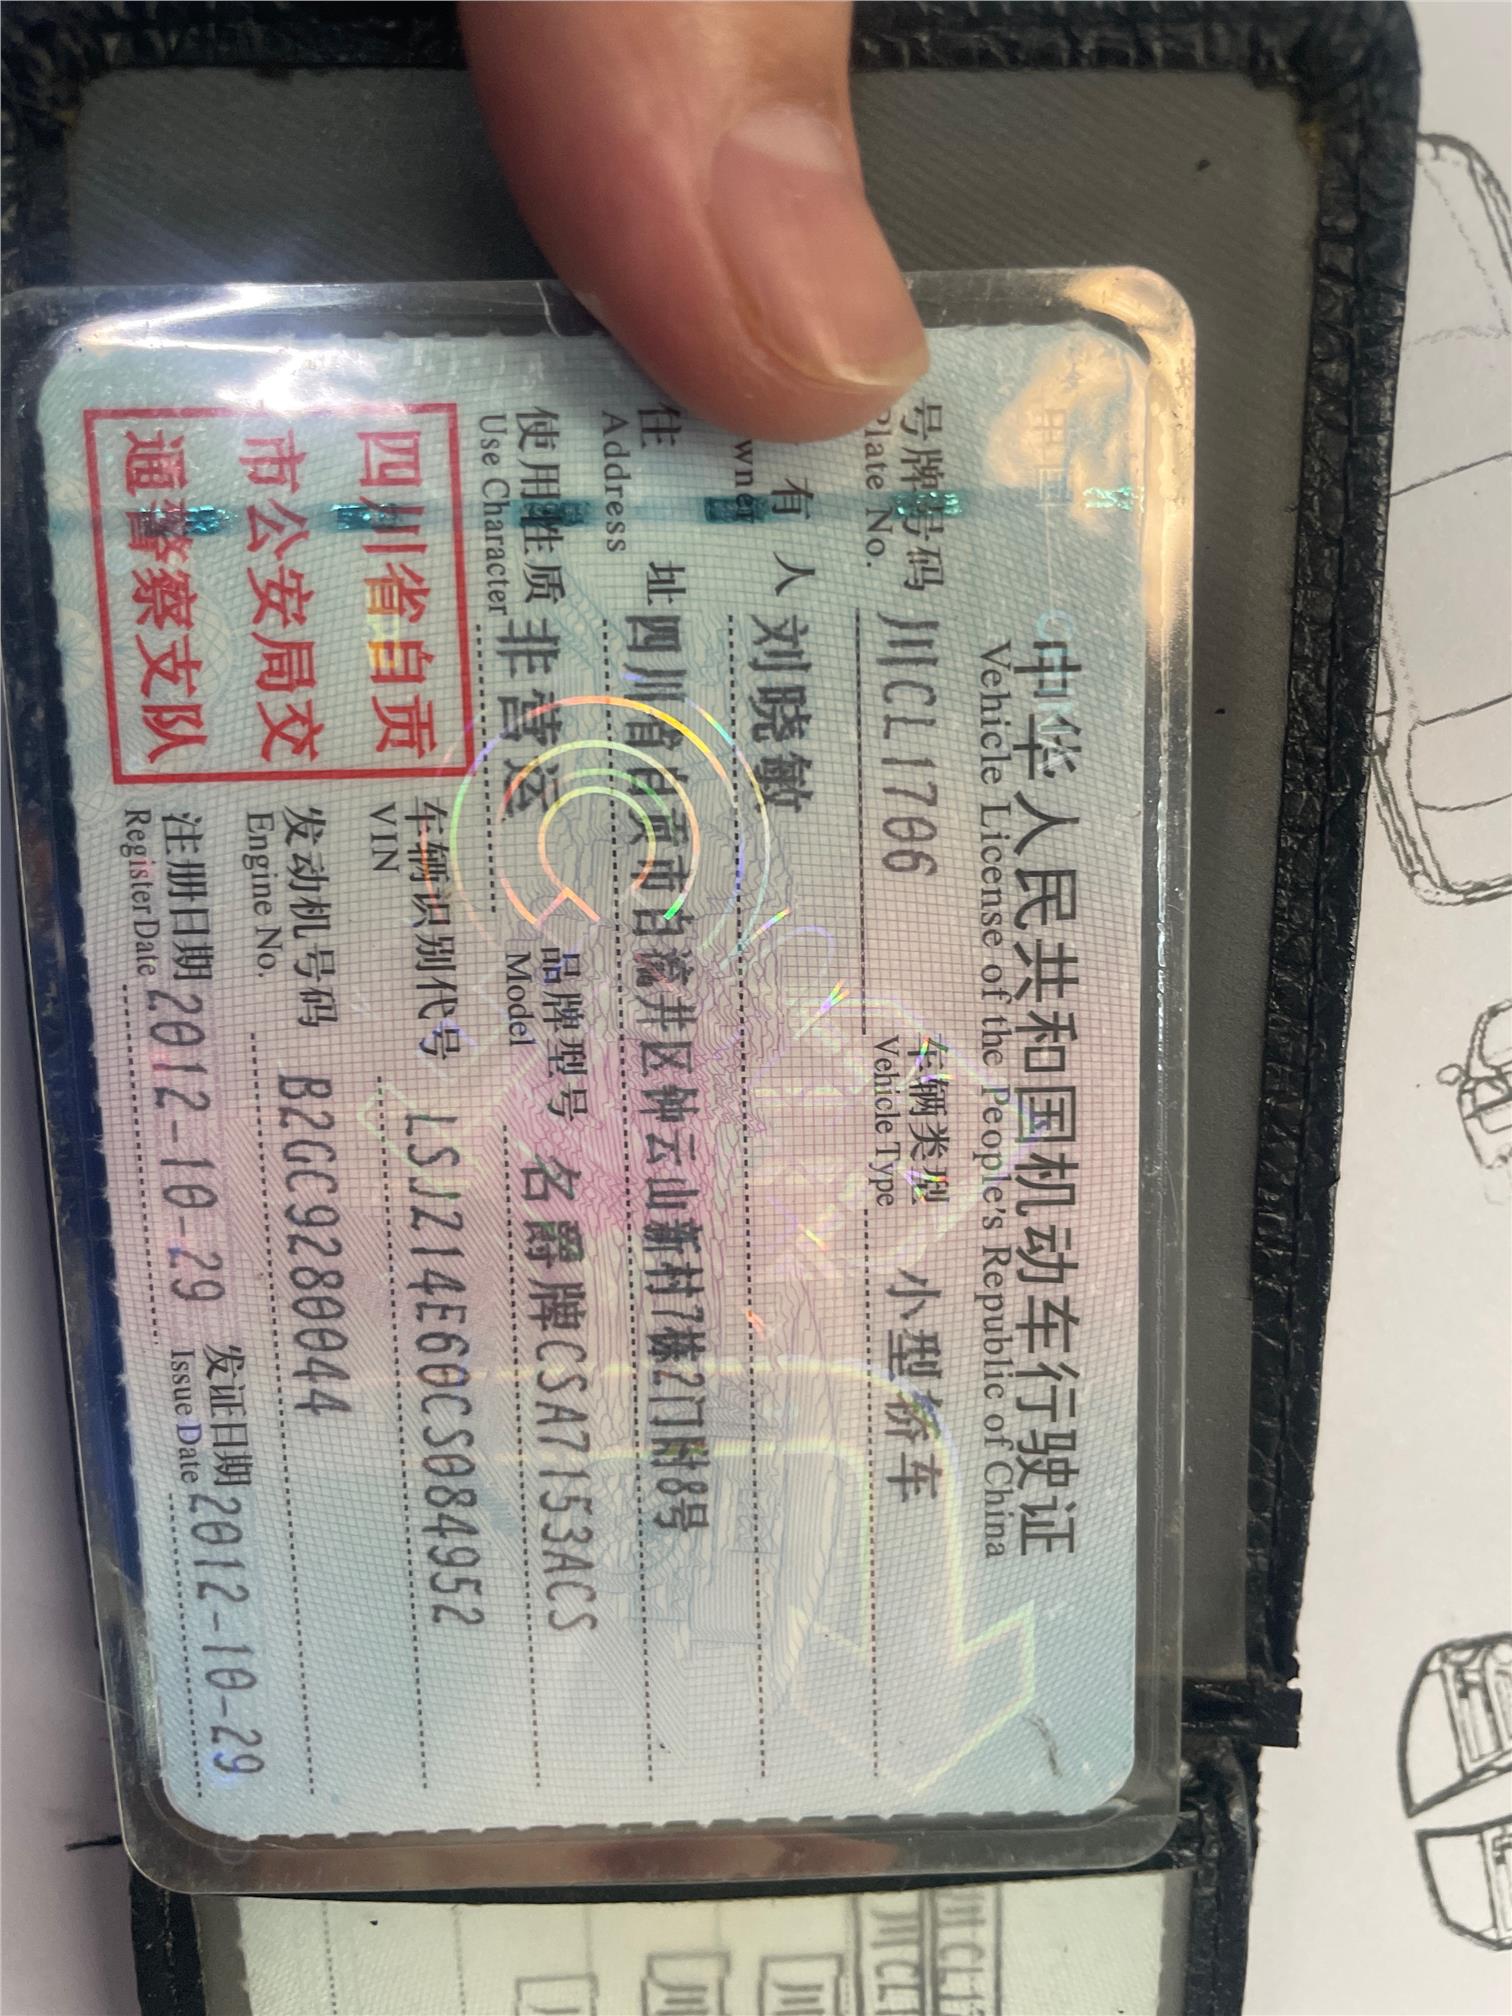 中华人民共和国机动车行驶证
Vehicle License of the People's Republic of China
号牌号码 川CL1706 车辆类型 小型轿车
Plate No. Vehicle Type
有 人 刘晓敏
wner
住 址 四川省自贡市自流井区钟云山新村7栋2门附8号
Address
使用性质 非营运 品牌型号 名爵牌CSA7153ACS
Use Character Model
四川省自贡
市公安局交
通警察支队
车辆识别代号 LSJZ14E60CS084952
VIN
发动机号码 B2GC9280044
Engine No.
注册日期 2012-10-29 发证日期 2012-10-29
Register Date Issue Date